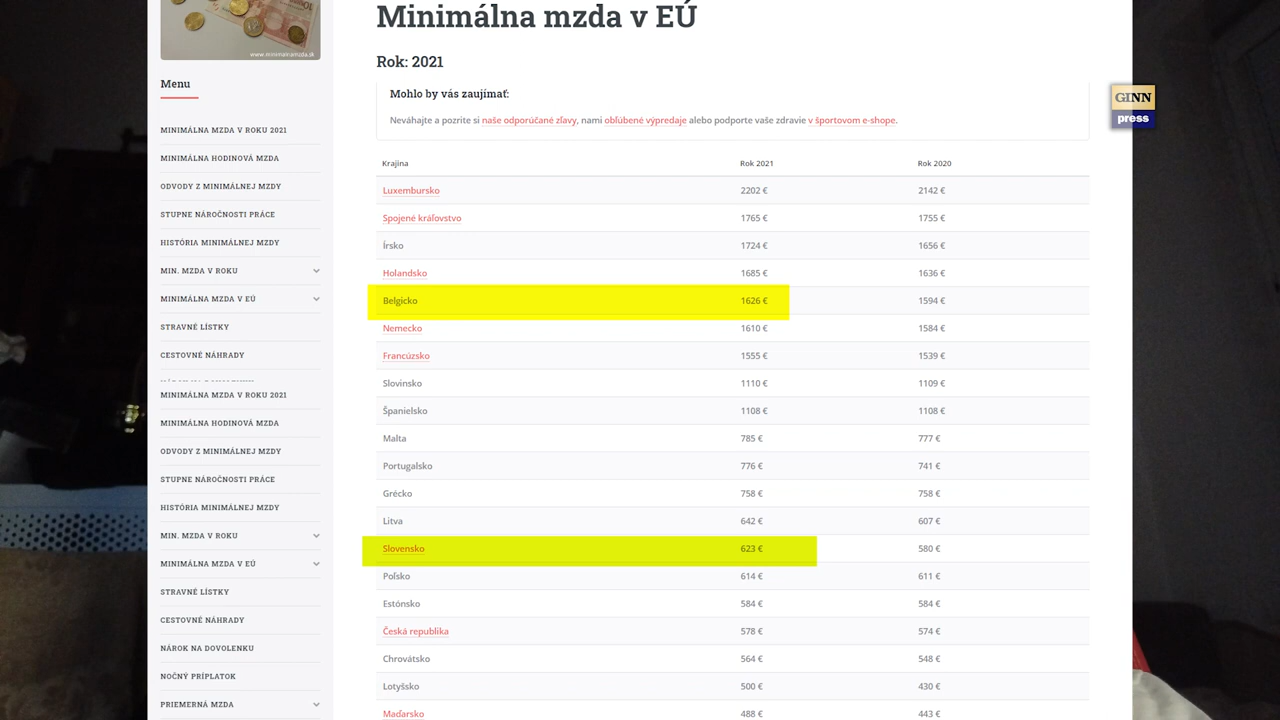 www.minimalnamzda.sk
Menu
MINIMÁLNA MZDA V ROKU 2021
MINIMÁLNA HODINOVÁ MZDA
ODVODY Z MINIMÁLNEJ MZDY
STUPNE NÁROČNOSTI PRÁCE
HISTÓRIA MINIMÁLNEJ MZDY
MIN. MZDA V ROKU
MINIMÁLNA MZDA V EÚ
STRAVNÉ LÍSTKY
CESTOVNÉ NÁHRADY
MINIMÁLNA MZDA V ROKU 2021
MINIMÁLNA HODINOVÁ MZDA
ODVODY Z MINIMÁLNEJ MZDY
STUPNE NÁROČNOSTI PRÁCE
HISTÓRIA MINIMÁLNEJ MZDY
MIN. MZDA V ROKU
MINIMÁLNA MZDA V EÚ
STRAVNÉ LÍSTKY
CESTOVNÉ NÁHRADY
NÁROK NA DOVOLENKU
NOČNÝ PRÍPLATOK
PRIEMERNÁ MZDA
Minimálna mzda v EÚ
Rok: 2021
Mohlo by vás zaujímať:
Neváhajte a pozrite si naše odporúčané zľavy, nami obľúbené výpredaje alebo podporte vaše zdravie v športovom e-shope.
Krajina Rok 2021 Rok 2020
Luxembursko 2202 € 2142 €
Spojené kráľovstvo 1765 € 1755 €
Írsko 1724 € 1656 €
Holandsko 1685 € 1636 €
Belgicko 1626 € 1594 €
Nemecko 1610 € 1584 €
Francúzsko 1555 € 1539 €
Slovinsko 1110 € 1109 €
Španielsko 1108 € 1108 €
Malta 785 € 777 €
Portugalsko 776 € 741 €
Grécko 758 € 758 €
Litva 642 € 607 €
Slovensko 623 € 580 €
Poľsko 614 € 611 €
Estónsko 584 € 584 €
Česká republika 578 € 574 €
Chrovátsko 564 € 548 €
Lotyšsko 500 € 430 €
Maďarsko 488 € 443 €
GINN
press